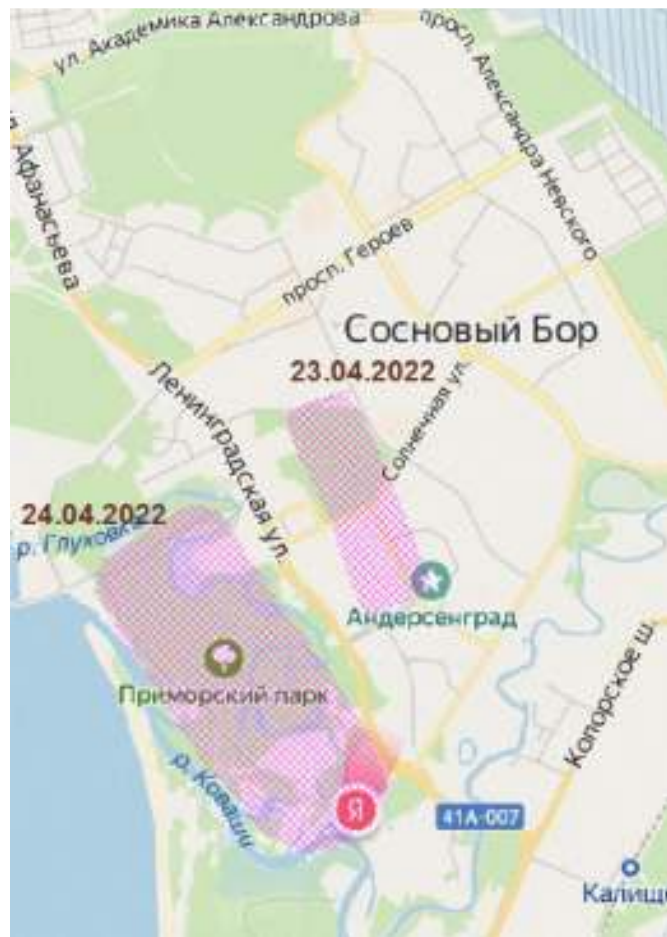 ул. Академика Александрова
просп. Александра Невского
л. Афанасьева
просп. Героев
Сосновый Бор
23.04.2022
Ленинградская ул.
Солнечная ул.
24.04.2022
р. Глуховка
Андерсенград
Приморский парк
р. Коваши
Копорское ш.
Я
41А-007
Калище